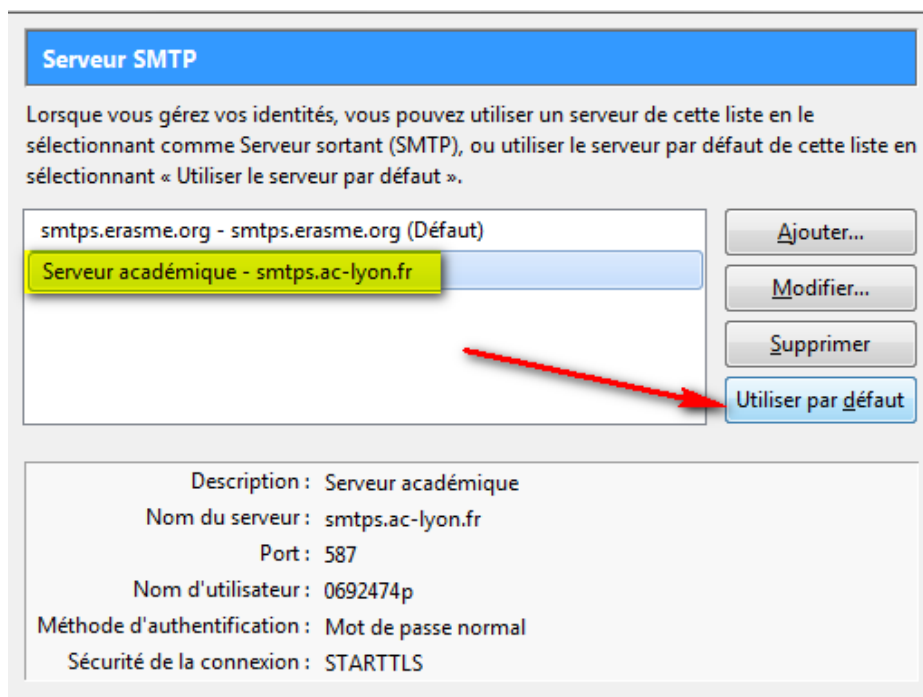 Serveur SMTP
Lorsque vous gérez vos identités, vous pouvez utiliser un serveur de cette liste en le
sélectionnant comme Serveur sortant (SMTP), ou utiliser le serveur par défaut de cette liste en
sélectionnant « Utiliser le serveur par défaut ».
smtps.erasme.org - smtps.erasme.org (Défaut)
Serveur académique - smtps.ac-lyon.fr
Ajouter...
Modifier...
Supprimer
Utiliser par défaut
Description : Serveur académique
Nom du serveur : smtps.ac-lyon.fr
Port : 587
Nom d'utilisateur : 0692474p
Méthode d'authentification : Mot de passe normal
Sécurité de la connexion : STARTTLS